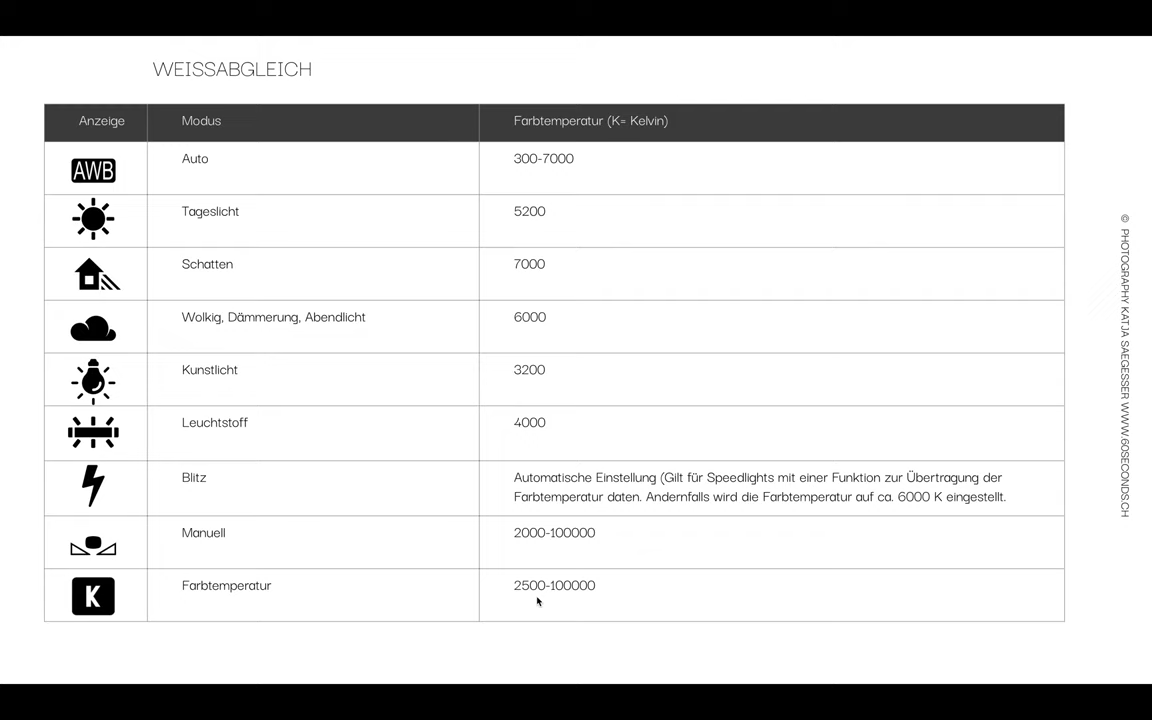 WEISSABGLEICH
Anzeige Modus Farbtemperatur (K= Kelvin)
AWB Auto 300-7000
Tageslicht 5200
Schatten 7000
Wolkig, Dämmerung, Abendlicht 6000
Kunstlicht 3200
Leuchtstoff 4000
Blitz Automatische Einstellung (Gilt für Speedlights mit einer Funktion zur Übertragung der
Farbtemperatur daten. Andernfalls wird die Farbtemperatur auf ca. 6000 K eingestellt.
Manuell 2000-100000
K Farbtemperatur 2500-100000
© PHOTOGRAPHY KATJA SAEGESSER WWW.60SECONDS.CH